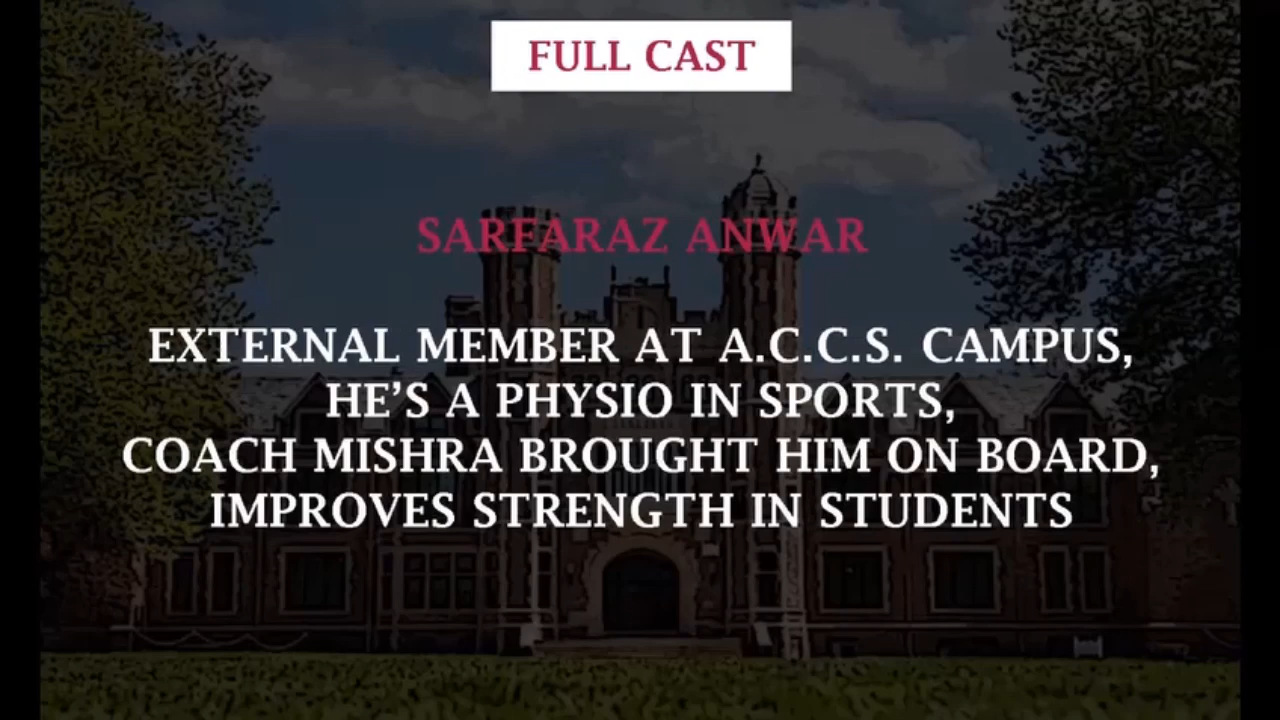 FULL CAST
SARFARAZ ANWAR
EXTERNAL MEMBER AT A.C.C.S. CAMPUS,
HE’S A PHYSIO IN SPORTS,
COACH MISHRA BROUGHT HIM ON BOARD,
IMPROVES STRENGTH IN STUDENTS